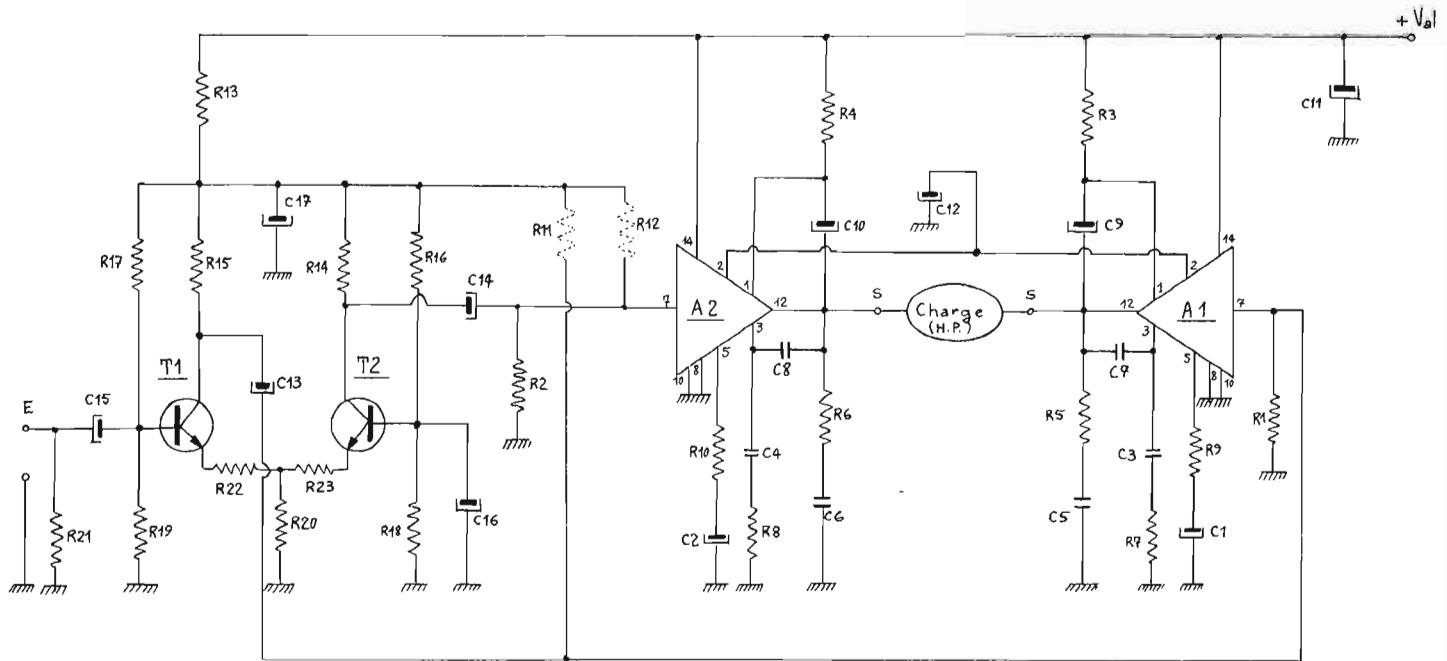 + Val
R13
R4
R3
C11
C17
C12
C10
C9
R17
R15
R14
R16
R11
R12
C14
14
2
1
7
A2
12
3
5
8
10
S
Charge
(H.P.)
S
14
2
1
12
A1
7
3
5
8
10
T1
T2
C13
C15
E
R2
C8
C7
R6
R5
R1
R10
C4
C3
R9
R22
R23
R21
R19
R20
R18
C16
C2
R8
C6
C5
R7
C1